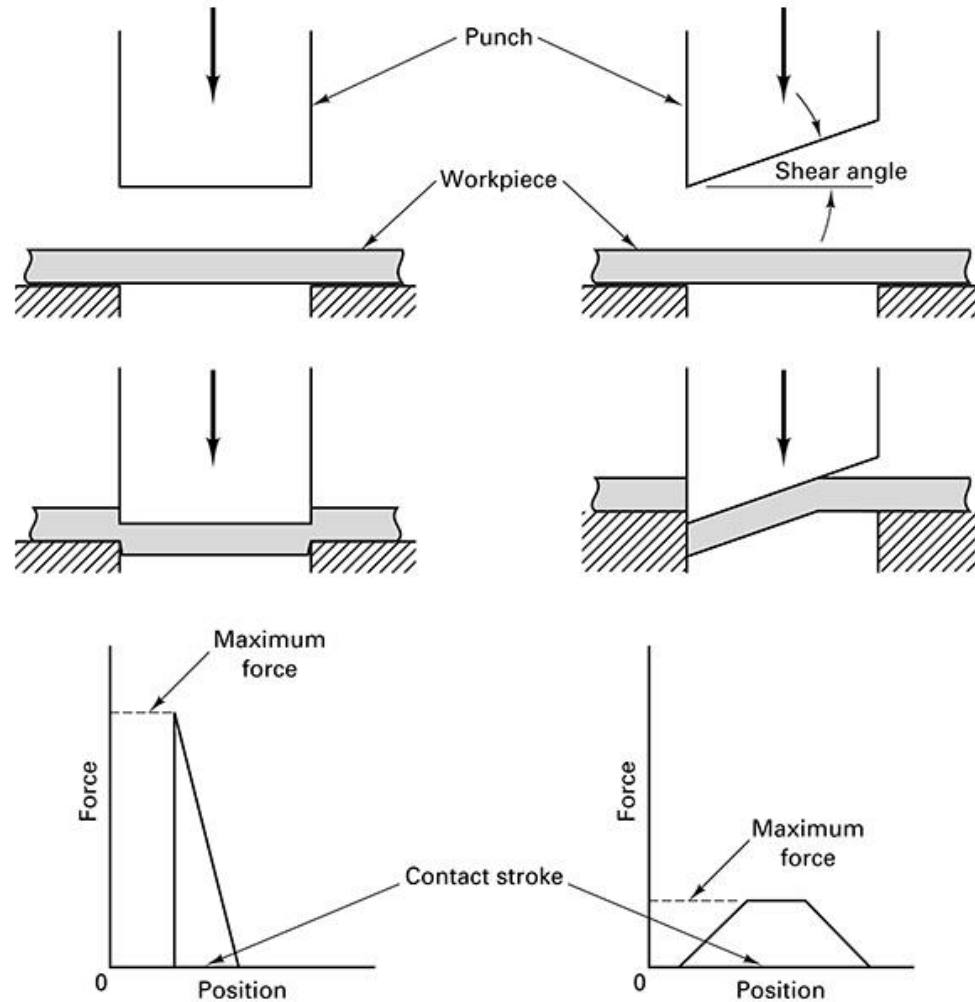 Punch
Shear angle
Workpiece
Maximum
force
Force
0
Position
Contact stroke
Maximum
force
Force
0
Position